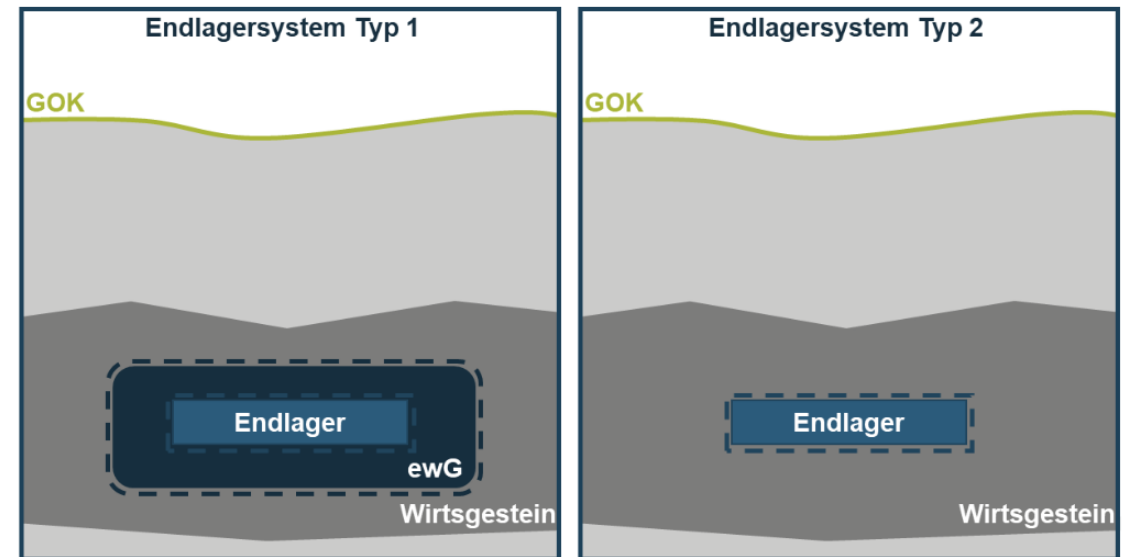 Endlagersystem Typ 1
GOK
Endlager
ewG
Wirtsgestein
Endlagersystem Typ 2
GOK
Endlager
Wirtsgestein